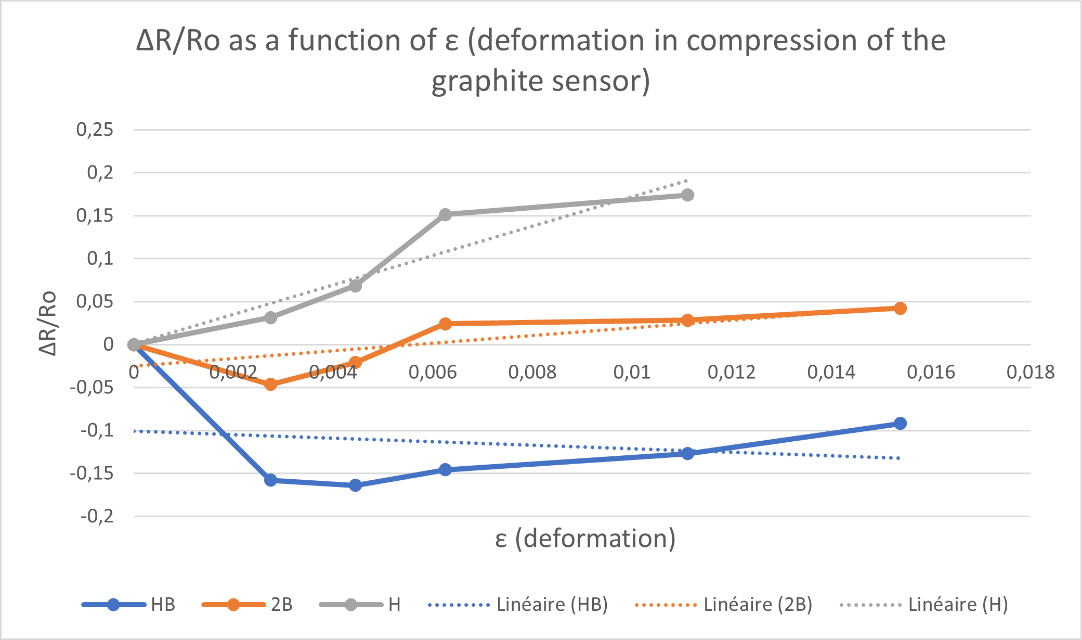 ΔR/Ro as a function of ε (deformation in compression of the
graphite sensor)
0,25
0,2
0,15
0,1
0,05
0
-0,05
-0,1
-0,15
-0,2
ΔR/Ro
0 0,002 0,004 0,006 0,008 0,01 0,012 0,014 0,016 0,018
ε (deformation)
HB 2B H Linéaire (HB) Linéaire (2B) Linéaire (H)